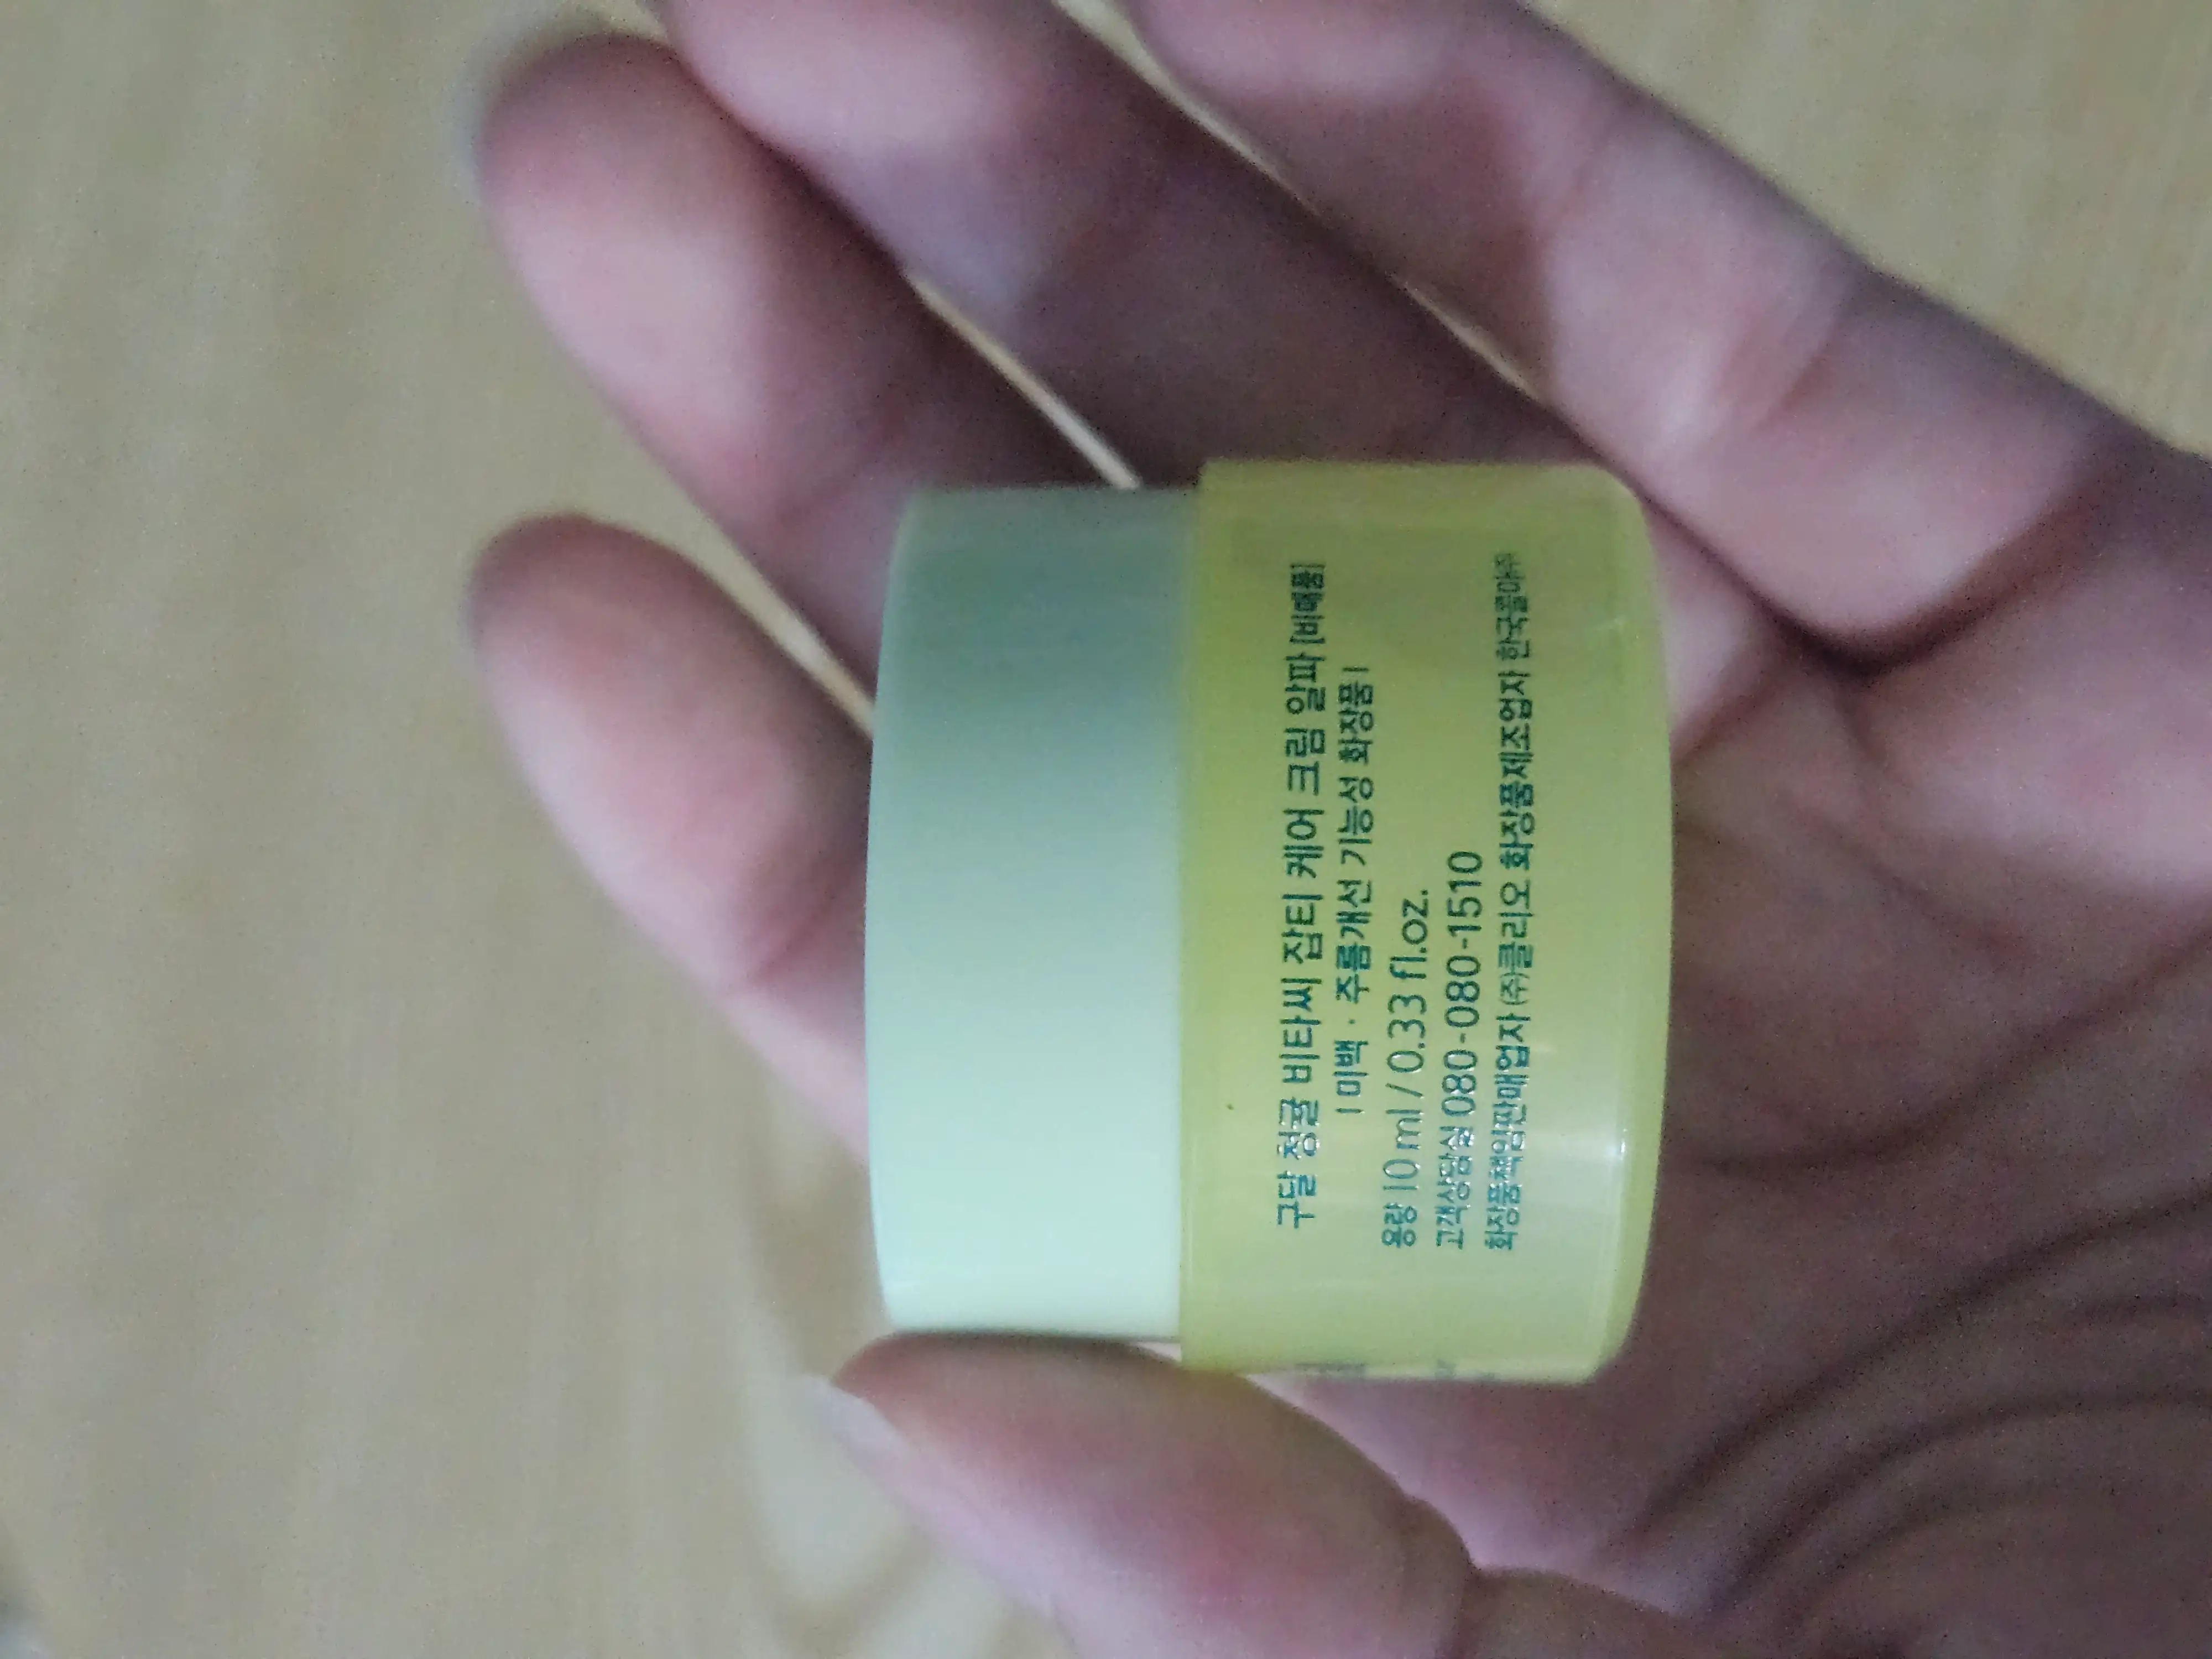 구달 청귤 비타씨 잡티 케어 크림 알파 [비매품]
| 미백 · 주름개선 기능성 화장품 |
용량 10 ml / 0.33 fl.oz.
고객상담실 080-080-1510
화장품책임판매업자 (주)클리오 화장품제조업자 한국콜마(주)